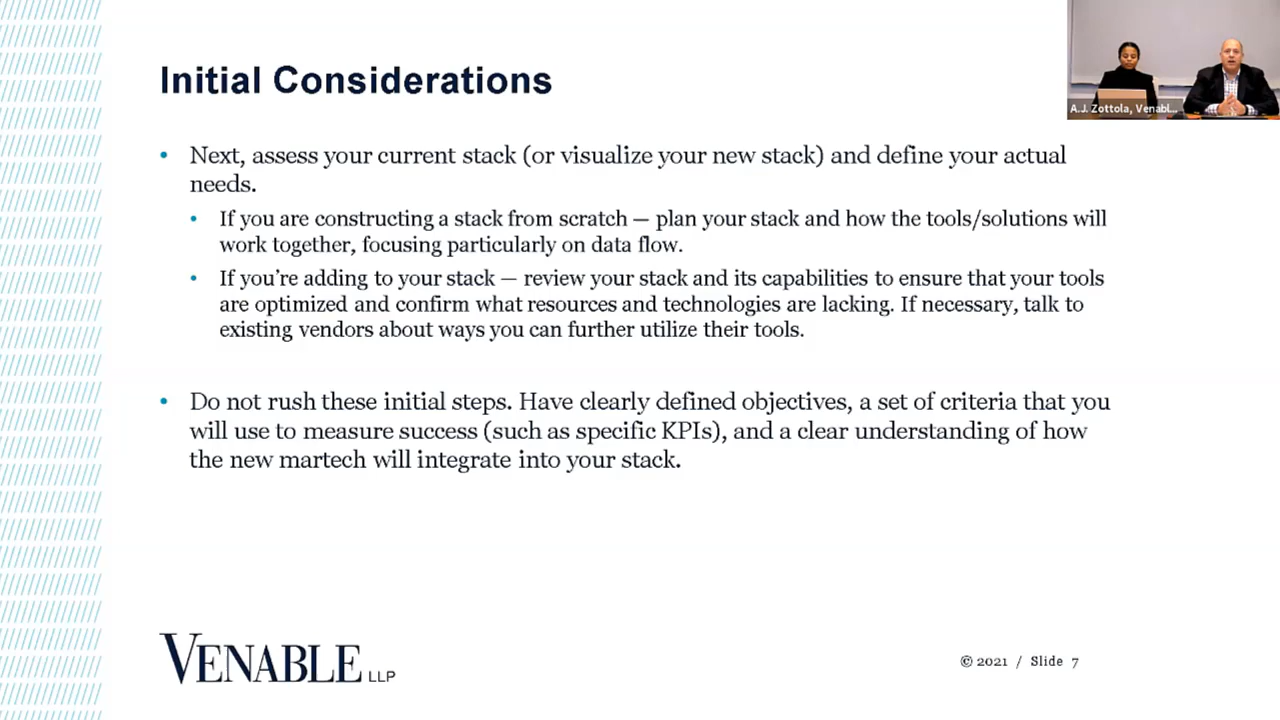 Initial Considerations
A.J. Zottola, Venabl...
• Next, assess your current stack (or visualize your new stack) and define your actual
needs.
• If you are constructing a stack from scratch — plan your stack and how the tools/solutions will
work together, focusing particularly on data flow.
• If you’re adding to your stack — review your stack and its capabilities to ensure that your tools
are optimized and confirm what resources and technologies are lacking. If necessary, talk to
existing vendors about ways you can further utilize their tools.
• Do not rush these initial steps. Have clearly defined objectives, a set of criteria that you
will use to measure success (such as specific KPIs), and a clear understanding of how
the new martech will integrate into your stack.
VENABLE LLP
© 2021 / Slide 7